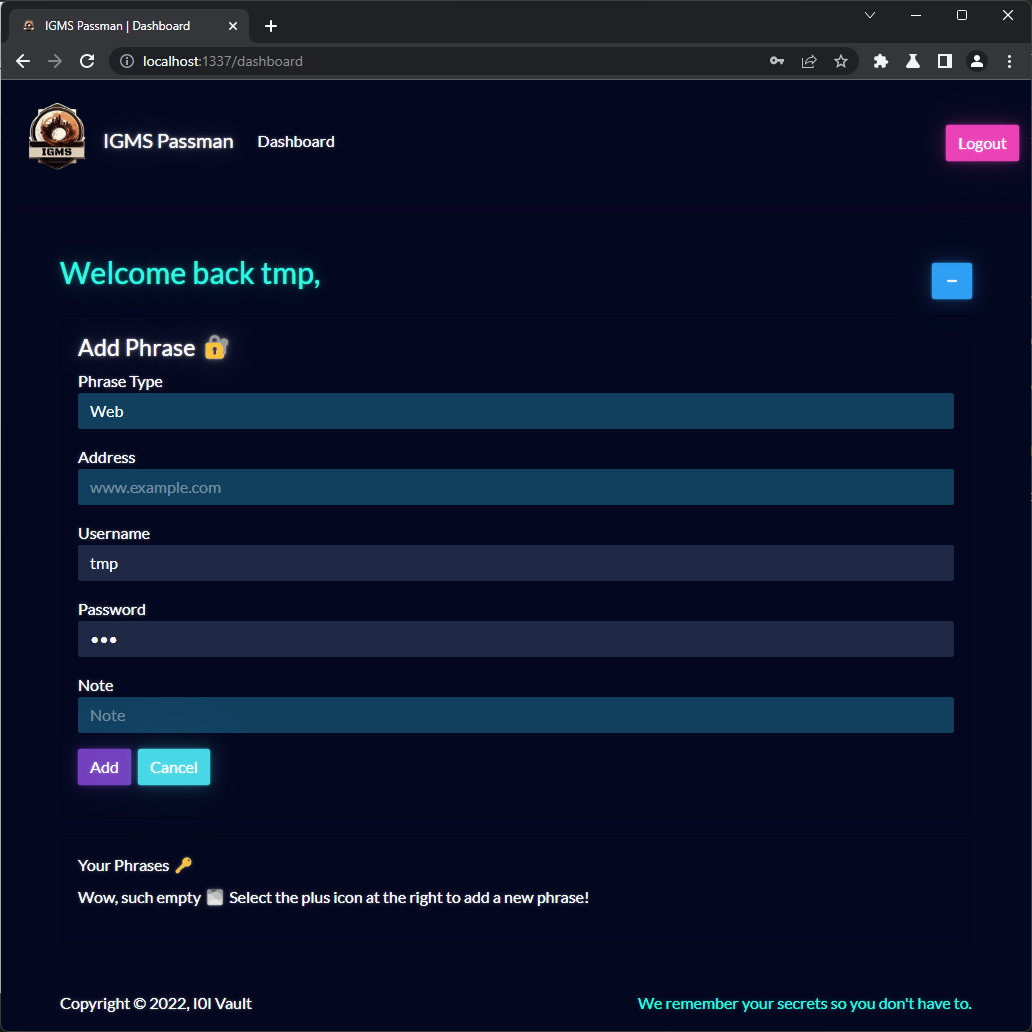 IGMS Passman | Dashboard
localhost:1337/dashboard
IGMS
IGMS Passman
Dashboard
Logout
Welcome back tmp,
Add Phrase
Phrase Type
Web
Address
www.example.com
Username
tmp
Password
•••
Note
Note
Add
Cancel
Your Phrases
Wow, such empty Select the plus icon at the right to add a new phrase!
Copyright © 2022, I0I Vault
We remember your secrets so you don't have to.